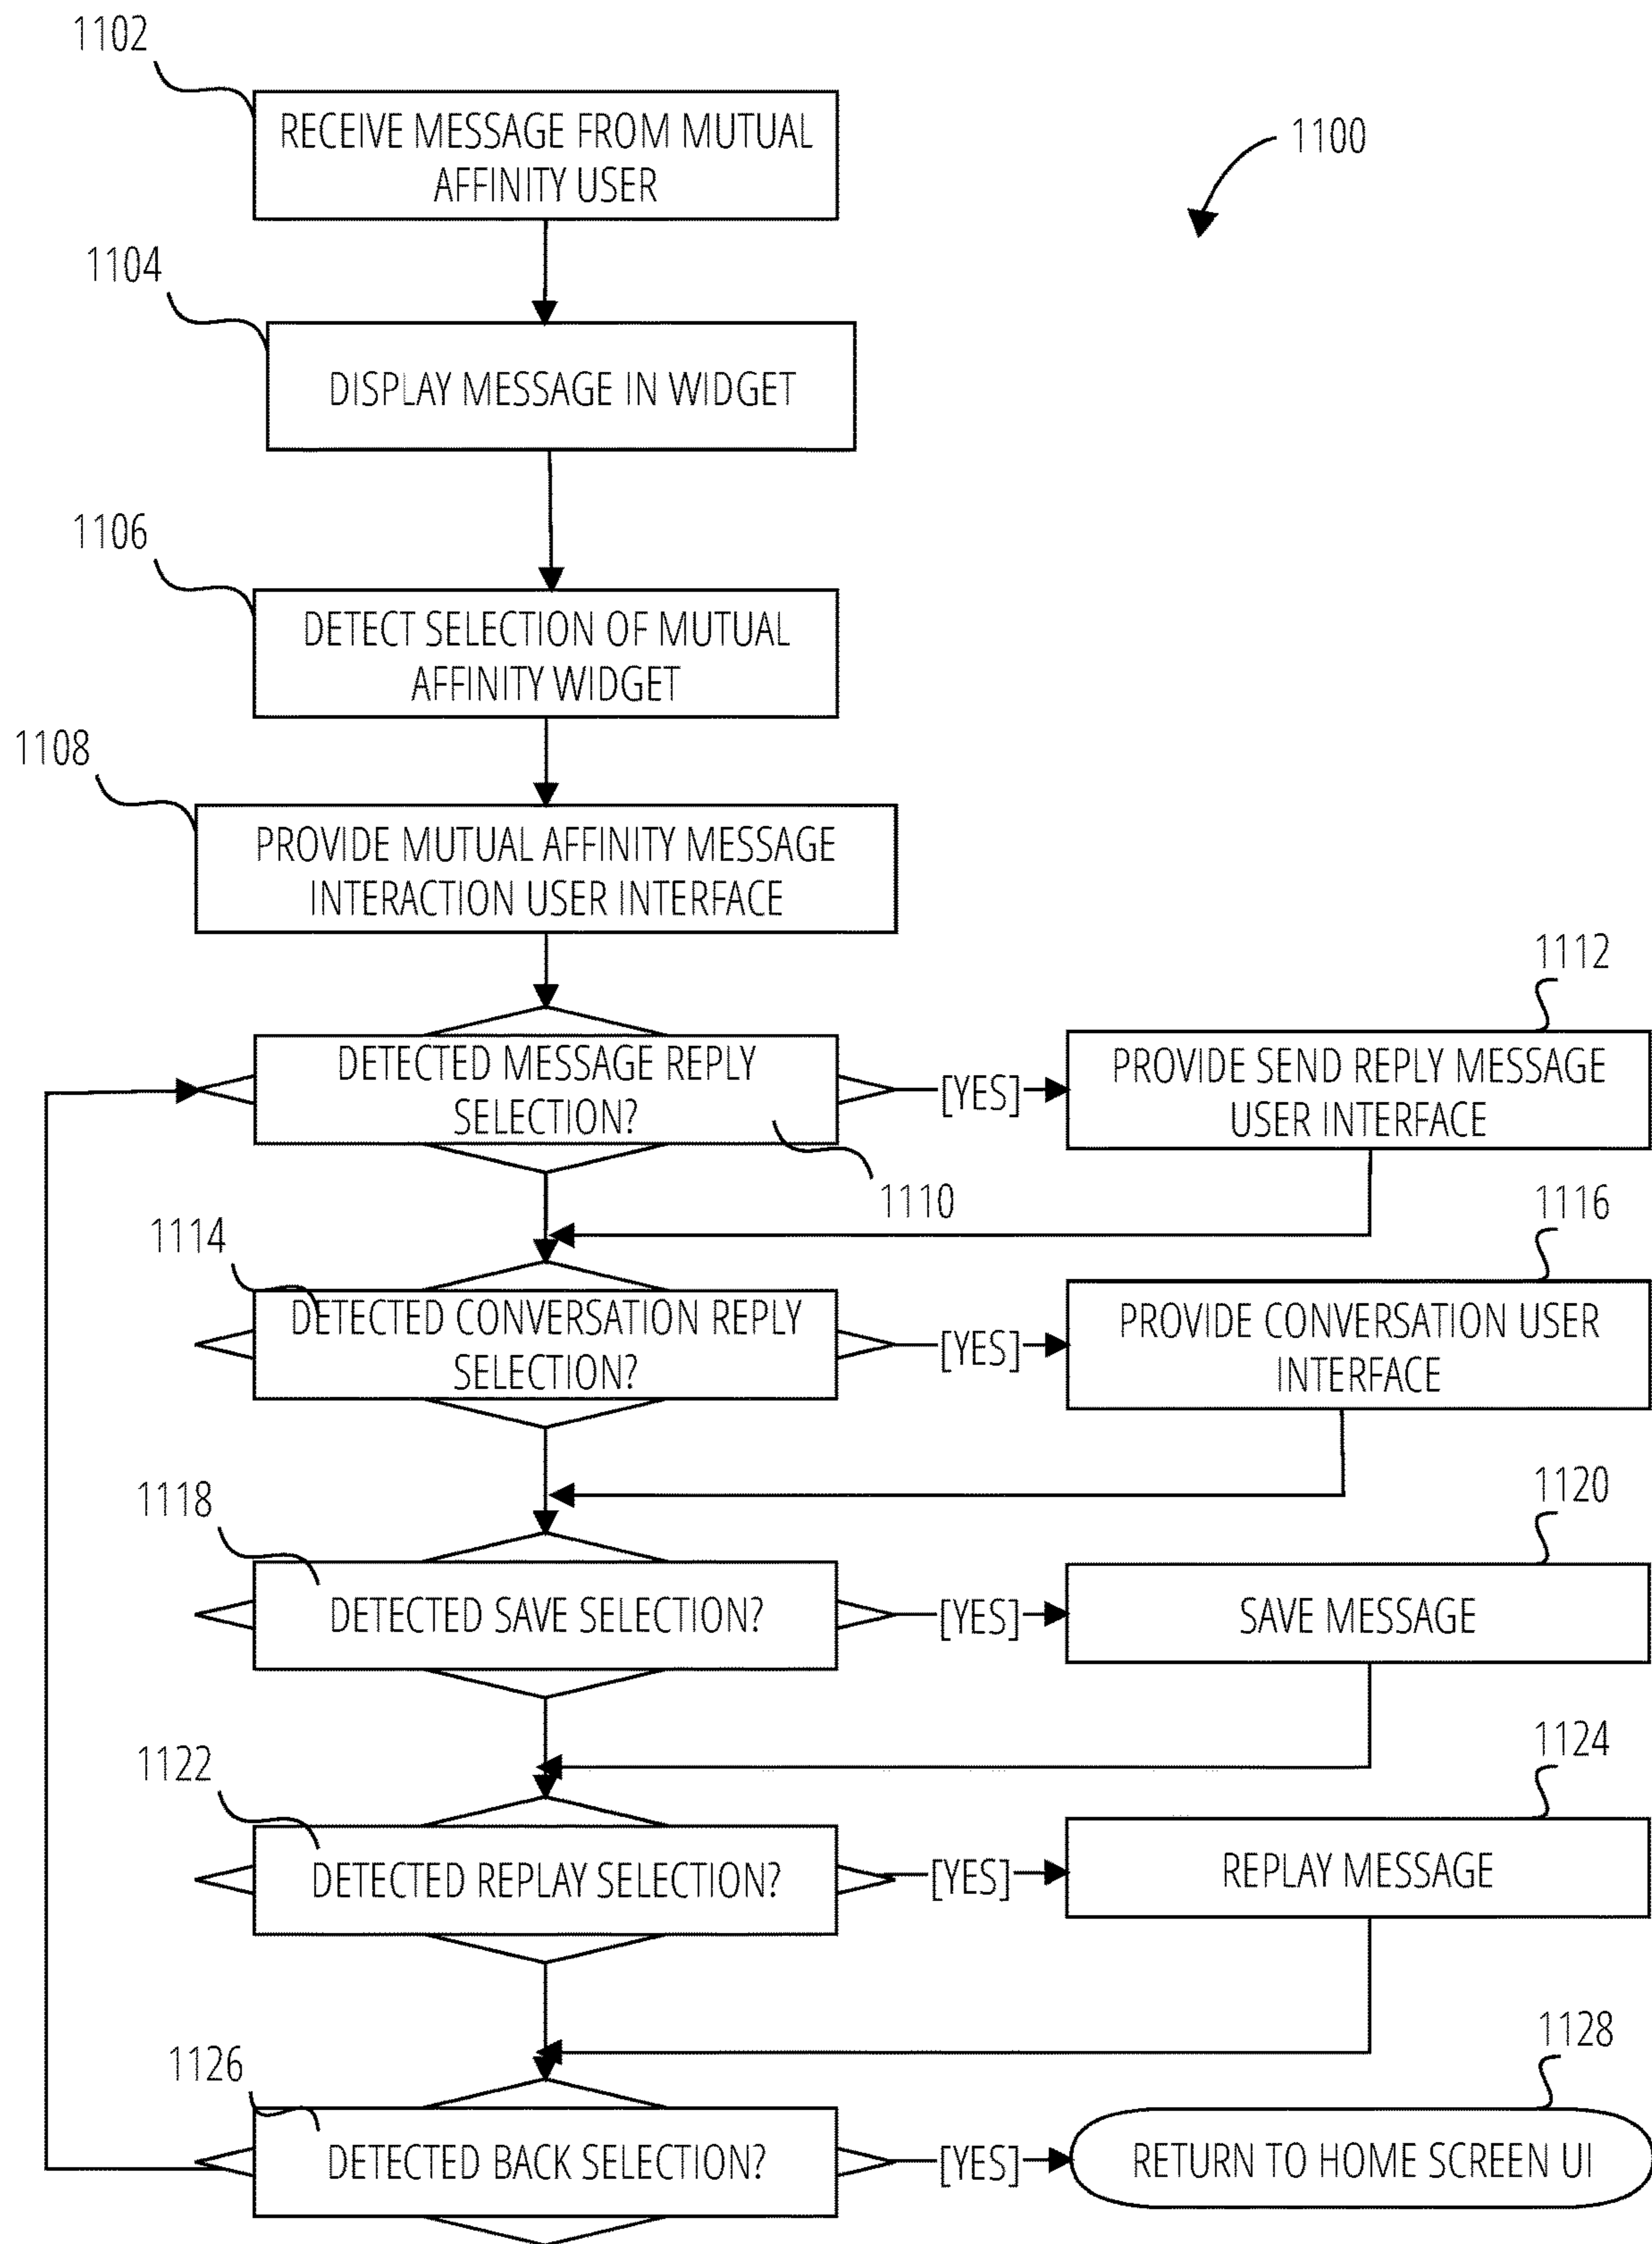 1102
RECEIVE MESSAGE FROM MUTUAL
AFFINITY USER
1100
1104
DISPLAY MESSAGE IN WIDGET
1106
DETECT SELECTION OF MUTUAL
AFFINITY WIDGET
1108
PROVIDE MUTUAL AFFINITY MESSAGE
INTERACTION USER INTERFACE
DETECTED MESSAGE REPLY
SELECTION?
1110
[YES]
1112
PROVIDE SEND REPLY MESSAGE
USER INTERFACE
1114
DETECTED CONVERSATION REPLY
SELECTION?
[YES]
1116
PROVIDE CONVERSATION USER
INTERFACE
1118
DETECTED SAVE SELECTION?
[YES]
1120
SAVE MESSAGE
1122
DETECTED REPLAY SELECTION?
[YES]
1124
REPLAY MESSAGE
1126
DETECTED BACK SELECTION?
[YES]
1128
RETURN TO HOME SCREEN UI